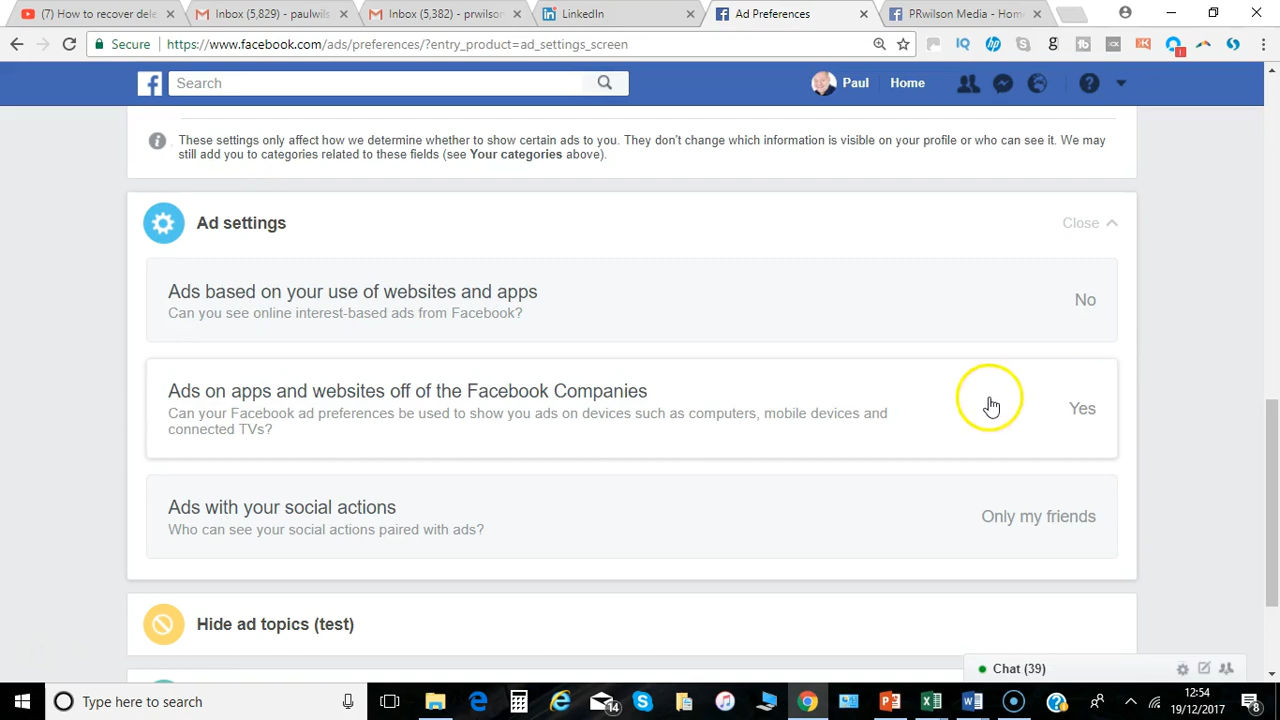 (7) How to recover dele
Inbox (5,829) - paulwils
Inbox (5,382) - prwilson
LinkedIn
Ad Preferences
PRwilson Media - Home
Secure
https://www.facebook.com/ads/preferences/?entry_product=ad_settings_screen
Search
Paul
Home
These settings only affect how we determine whether to show certain ads to you. They don't change which information is visible on your profile or who can see it. We may
still add you to categories related to these fields (see Your categories above).
Ad settings
Close
Ads based on your use of websites and apps
Can you see online interest-based ads from Facebook?
No
Ads on apps and websites off of the Facebook Companies
Can your Facebook ad preferences be used to show you ads on devices such as computers, mobile devices and
connected TVs?
Yes
Ads with your social actions
Who can see your social actions paired with ads?
Only my friends
Hide ad topics (test)
Chat (39)
Type here to search
14
12:54
19/12/2017
8